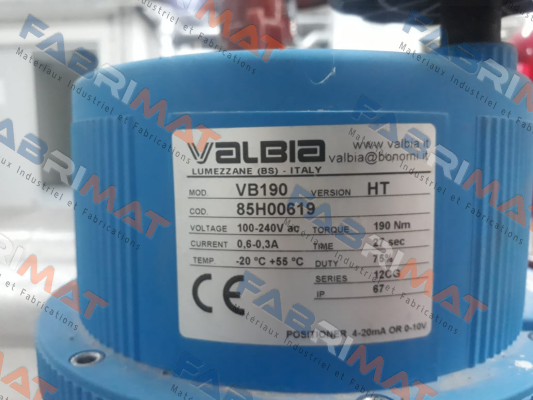 VALBIA www.valbia.it
LUMEZZANE (BS) - ITALY valbia@bonomi.it
MOD VB190 VERSION HT
COD. 85H00619
VOLTAGE 100-240V ac TORQUE 190 Nm
CURRENT 0,6-0,3A TIME 27 sec
TEMP -20 °C +55 °C DUTY 75%
SERIES 12CG
CE IP 67
POSITIONER 4-20mA OR 0-10V
FABRIMAT
Materiaux Industriel et Fabrications